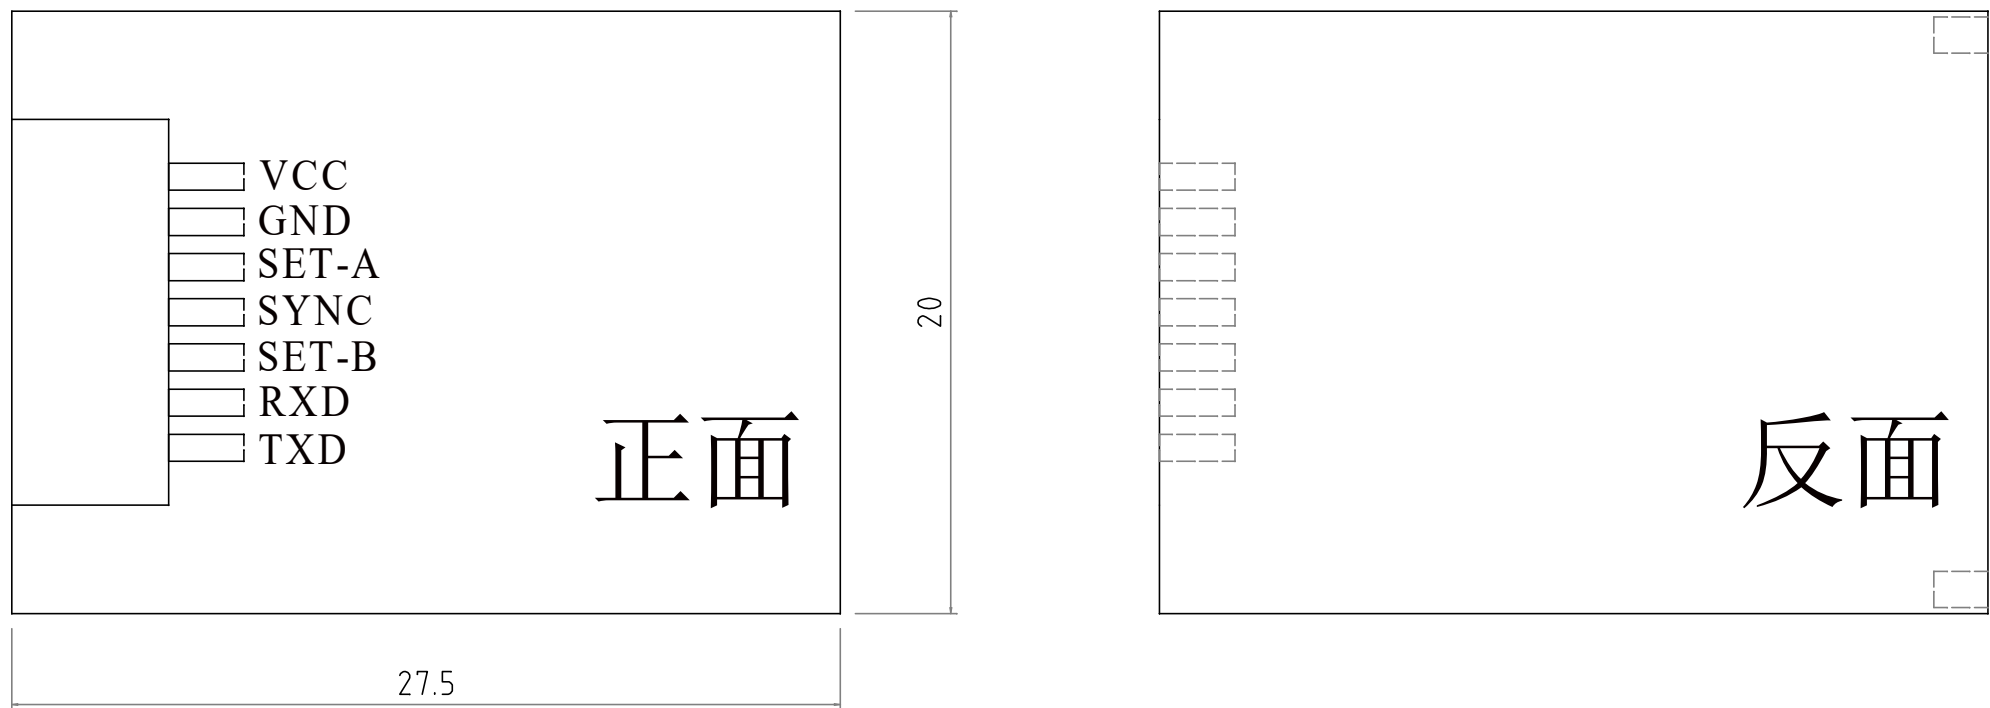 VCC
GND
SET-A
SYNC
SET-B
RXD
TXD
正面
20
27.5
反面